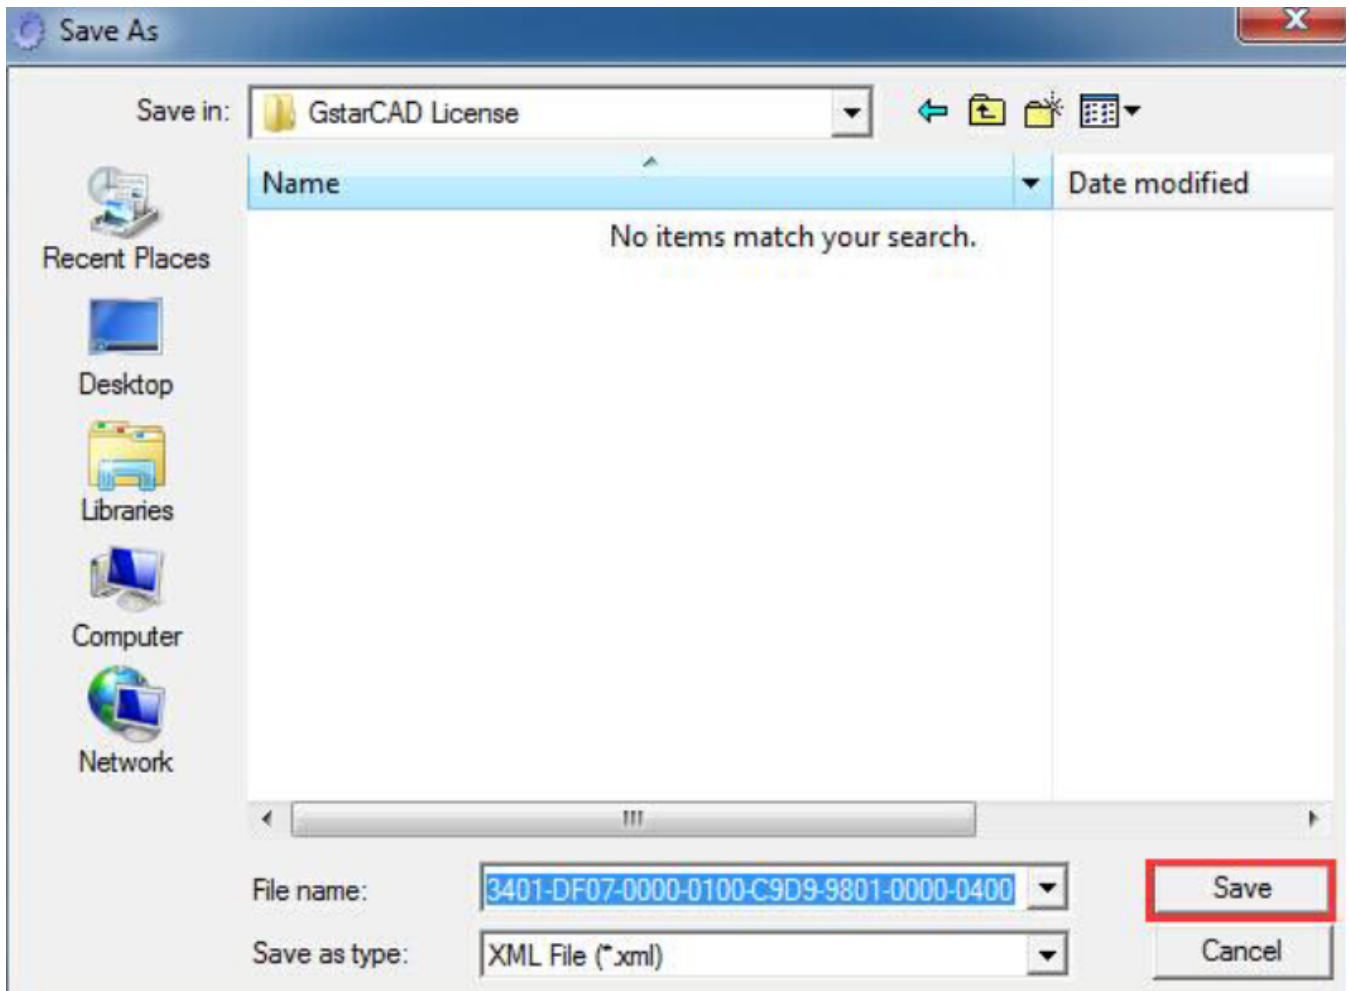 Save As
Save in:
GstarCAD License
Name
Date modified
No items match your search.
Recent Places
Desktop
Libraries
Computer
Network
File name:
3401-DF07-0000-0100-C9D9-9801-0000-0400
Save
Save as type:
XML File (*.xml)
Cancel